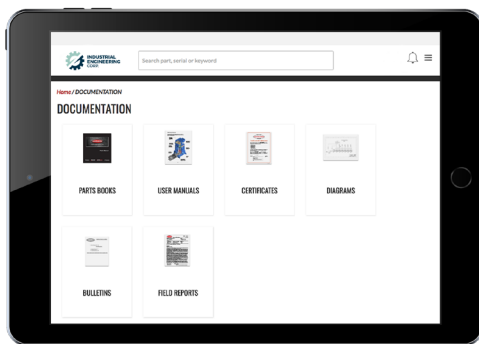 INDUSTRIAL
ENGINEERING
CORP.
Search part, serial or keyword
Home / DOCUMENTATION
DOCUMENTATION
PARTS BOOKS
USER MANUALS
CERTIFICATES
DIAGRAMS
BULLETINS
FIELD REPORTS